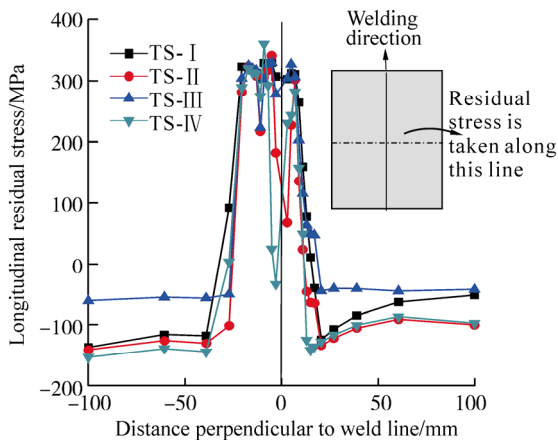 Longitudinal residual stress/MPa
400
300
200
100
0
−100
−200
TS-I
TS-II
TS-III
TS-IV
Welding
direction
Residual
stress is
taken along
this line
-100
-50
0
50
100
Distance perpendicular to weld line/mm